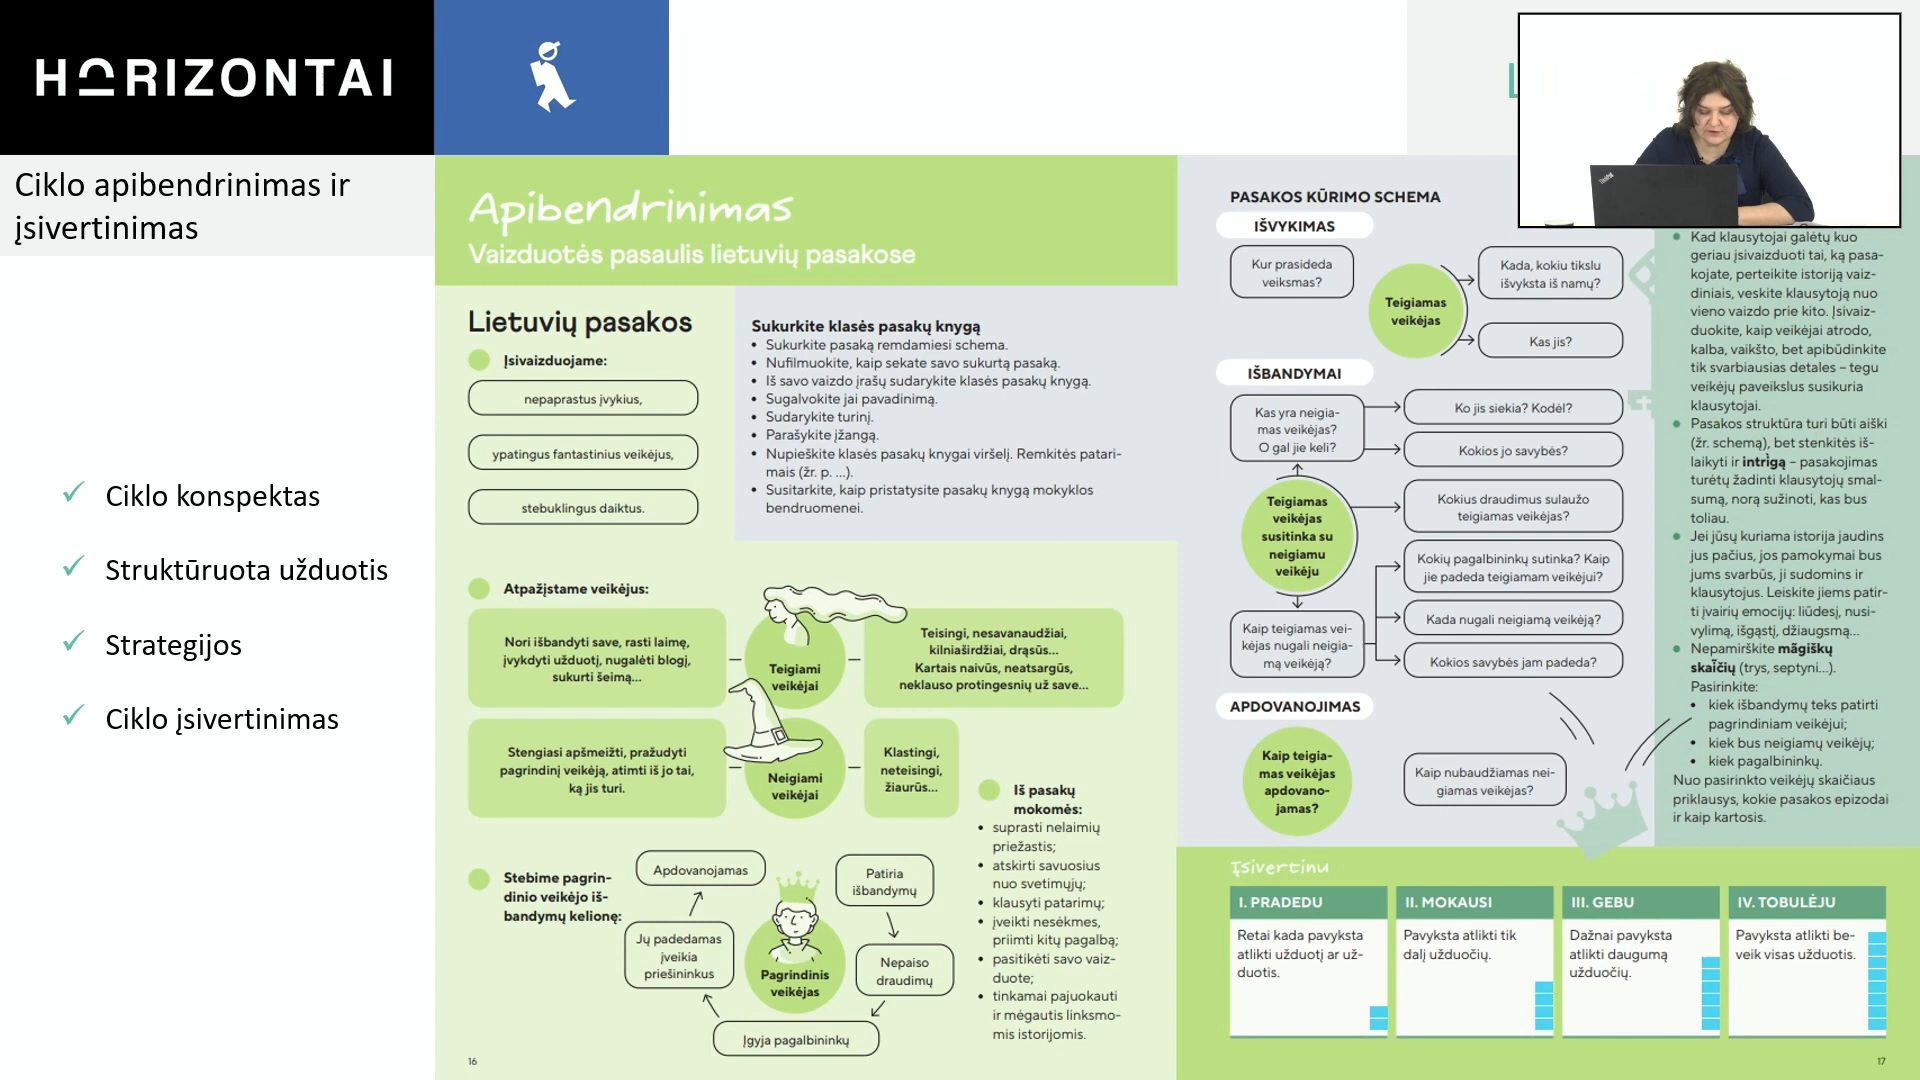 HORIZONTAI
Ciklo apibendrinimas ir
įsivertinimas
Ciklo konspektas
Struktūruota užduotis
Strategijos
Ciklo įsivertinimas
Apibendrinimas
Vaizduotės pasaulis lietuvių pasakose
Lietuvių pasakos
Įsivaizduojame:
nepaprastus įvykius,
ypatingus fantastinius veikėjus,
stebuklingus daiktus.
Sukurkite klasės pasakų knygą
• Sukurkite pasaką remdamiesi schema.
• Nufilmuokite, kaip sekate savo sukurtą pasaką.
• Iš savo vaizdo įrašų sudarykite klasės pasakų knygą.
• Sugalvokite jai pavadinimą.
• Sudarykite turinį.
• Parašykite įžangą.
• Nupieškite klasės pasakų knygai viršelį. Remkitės patari-
mais (žr. p. ...).
• Susitarkite, kaip pristatysite pasakų knygą mokyklos
bendruomenei.
Atpažįstame veikėjus:
Nori išbandyti save, rasti laimę,
įvykdyti užduotį, nugalėti blogį,
sukurti šeimą...
Teigiami
veikėjai
Teisingi, nesavanaudžiai,
kilniaširdžiai, drąsūs...
Kartais naivūs, neatsargūs,
neklauso protingesnių už save...
Stengiasi apšmeižti, pražudyti
pagrindinį veikėją, atimti iš jo tai,
ką jis turi.
Neigiami
veikėjai
Klastingi,
neteisingi,
žiaurūs...
Stebime pagrin-
dinio veikėjo iš-
bandymų kelionę:
Apdovanojamas
Patiria
išbandymų
Jų padedamas
įveikia
priešininkus
Pagrindinis
veikėjas
Nepaiso
draudimų
Įgyja pagalbininkų
Iš pasakų
mokomės:
• suprasti nelaimių
priežastis;
• atskirti savuosius
nuo svetimųjų;
• klausyti patarimų;
• įveikti nesėkmes,
priimti kitų pagalbą;
• pasitikėti savo vaiz-
duote;
• tinkamai pajuokauti
ir mėgautis linksmo-
mis istorijomis.
16
PASAKOS KŪRIMO SCHEMA
IŠVYKIMAS
Kur prasideda
veiksmas?
Teigiamas
veikėjas
Kada, kokiu tikslu
išvyksta iš namų?
Kas jis?
IŠBANDYMAI
Kas yra neigia-
mas veikėjas?
O gal jie keli?
Ko jis siekia? Kodėl?
Kokios jo savybės?
Teigiamas
veikėjas
susitinka su
neigiamu
veikėju
Kokius draudimus sulaužo
teigiamas veikėjas?
Kokių pagalbininkų sutinka? Kaip
jie padeda teigiamam veikėjui?
Kaip teigiamas vei-
kėjas nugali neigia-
mą veikėją?
Kada nugali neigiamą veikėją?
Kokios savybės jam padeda?
APDOVANOJIMAS
Kaip teigia-
mas veikėjas
apdovano-
jamas?
Kaip nubaudžiamas nei-
giamas veikėjas?
• Kad klausytojai galėtų kuo
geriau įsivaizduoti tai, ką pasa-
kojate, perteikite istoriją vaiz-
diniais, veskite klausytoją nuo
vieno vaizdo prie kito. Įsivaiz-
duokite, kaip veikėjai atrodo,
kalba, vaikšto, bet apibūdinkite
tik svarbiausias detales – tegu
veikėjų paveikslus susikuria
klausytojai.
• Pasakos struktūra turi būti aiški
(žr. schemą), bet stenkitės iš-
laikyti ir intrìgą – pasakojimas
turėtų žadinti klausytojų smal-
sumą, norą sužinoti, kas bus
toliau.
• Jei jūsų kuriama istorija jaudins
jus pačius, jos pamokymai bus
jums svarbūs, ji sudomins ir
klausytojus. Leiskite jiems patir-
ti įvairių emocijų: liūdesį, nusi-
vylimą, išgąstį, džiaugsmą...
• Nepamirškite mãgiškų
skaĩčių (trys, septyni...).
Pasirinkite:
• kiek išbandymų teks patirti
pagrindiniam veikėjui;
• kiek bus neigiamų veikėjų;
• kiek pagalbininkų.
Nuo pasirinkto veikėjų skaičiaus
priklausys, kokie pasakos epizodai
ir kaip kartosis.
Įsivertinu
I. PRADEDU
Retai kada pavyksta
atlikti užduotį ar už-
duotis.
II. MOKAUSI
Pavyksta atlikti tik
dalį užduočių.
III. GEBU
Dažnai pavyksta
atlikti daugumą
užduočių.
IV. TOBULĖJU
Pavyksta atlikti be-
veik visas užduotis.
17